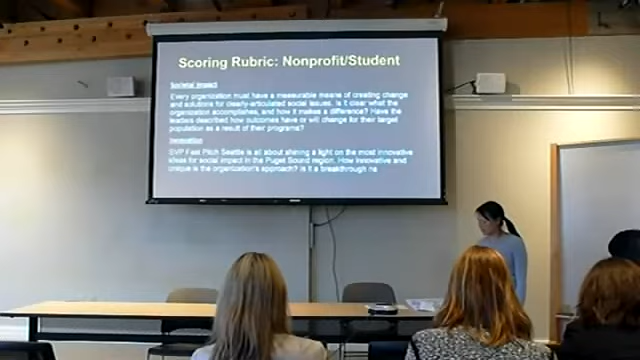 Scoring Rubric: Nonprofit/Student
Societal Impact
Every organization must have a measurable means of creating change
and solutions for clearly-articulated social issues. Is it clear what the
organization accomplishes, and how it makes a difference? Have the
leaders described how outcomes have or will change for their target
population as a result of their programs?
Innovation
SVP Fast Pitch Seattle is all about shining a light on the most innovative
ideas for social impact in the Puget Sound region. How innovative and
unique is the organization's approach? Is it a breakthrough